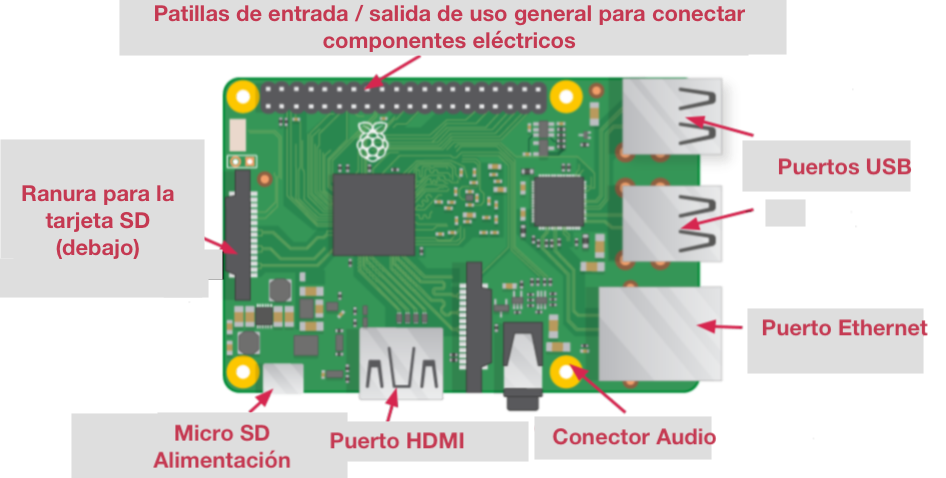 Patillas de entrada / salida de uso general para conectar
componentes eléctricos
Puertos USB
Ranura para la
tarjeta SD
(debajo)
Puerto Ethernet
Micro SD
Alimentación
Puerto HDMI
Conector Audio